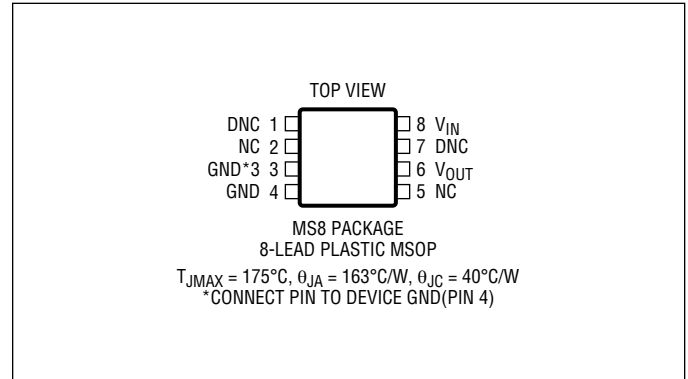 TOP VIEW
DNC 1 8 VIN
NC 2 7 DNC
GND*3 3 6 VOUT
GND 4 5 NC
MS8 PACKAGE
8-LEAD PLASTIC MSOP
TJMAX = 175°C, θJA = 163°C/W, θJC = 40°C/W
*CONNECT PIN TO DEVICE GND(PIN 4)